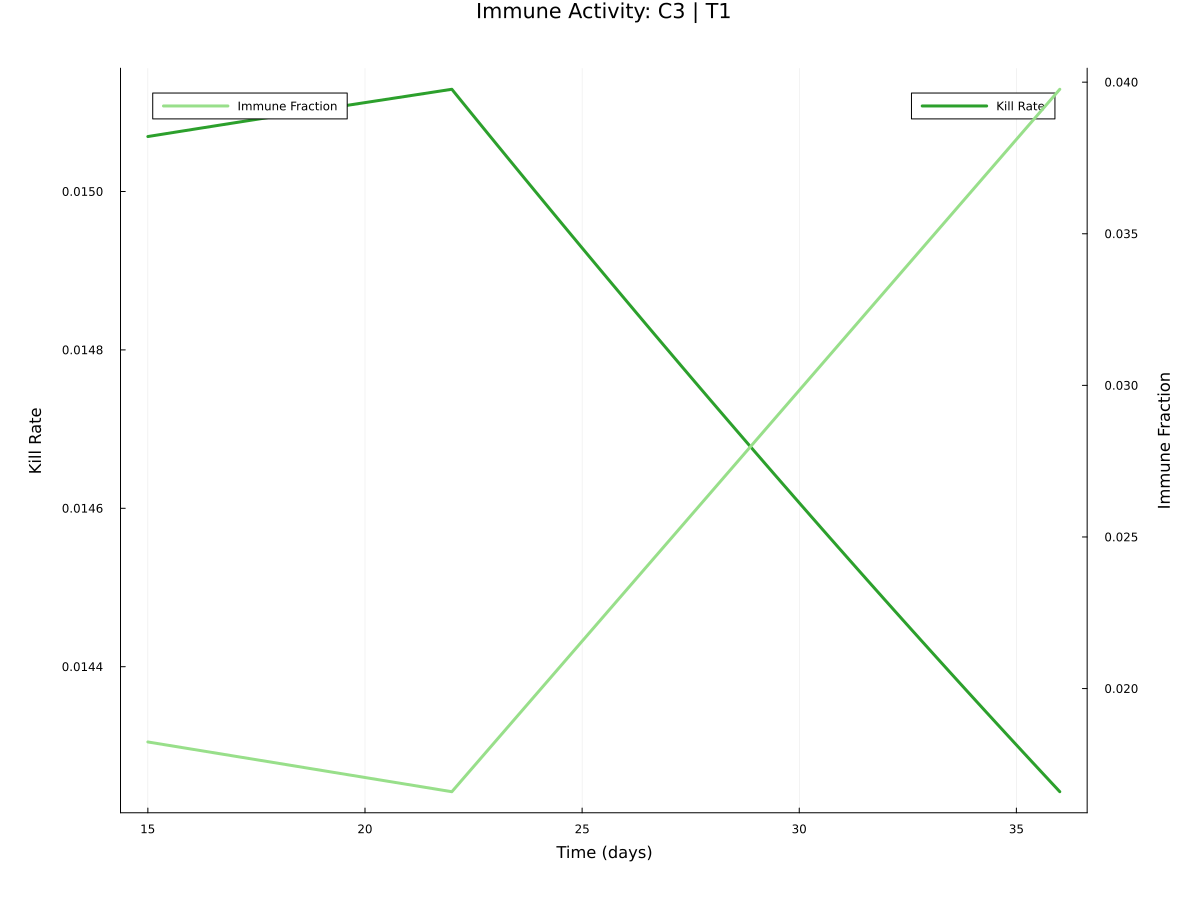 Immune Activity: C3 | T1
Immune Fraction
Kill Rate
0.0150
0.0148
0.0146
0.0144
Kill Rate
0.040
0.035
0.030
0.025
0.020
Immune Fraction
15 20 25 30 35
Time (days)